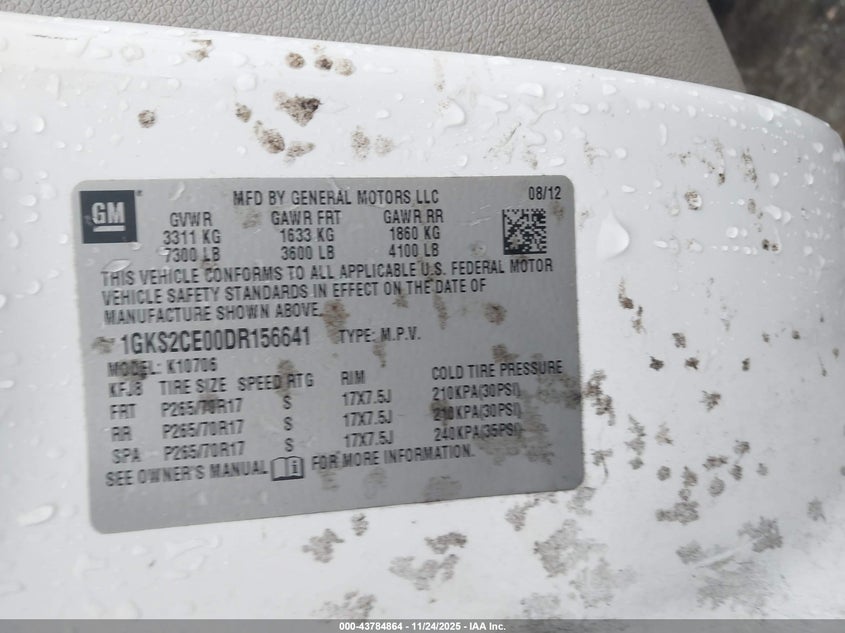 GM
MFD BY GENERAL MOTORS LLC 08/12
GVWR GAWR FRT GAWR RR
3311 KG 1633 KG 1860 KG
7300 LB 3600 LB 4100 LB
THIS VEHICLE CONFORMS TO ALL APPLICABLE U.S. FEDERAL MOTOR
VEHICLE SAFETY STANDARDS IN EFFECT ON THE DATE OF
MANUFACTURE SHOWN ABOVE.
1GKS2CE00DR156641 TYPE: M.P.V.
MODEL: K10706
KFJ8 TIRE SIZE SPEED RTG RIM COLD TIRE PRESSURE
FRT P265/70R17 S 17X7.5J 210KPA(30PSI)
RR P265/70R17 S 17X7.5J 210KPA(30PSI)
SPA P265/70R17 S 17X7.5J 240KPA(35PSI)
SEE OWNER'S MANUAL FOR MORE INFORMATION.
000-43784864 | 11/24/2025 - IAA Inc.